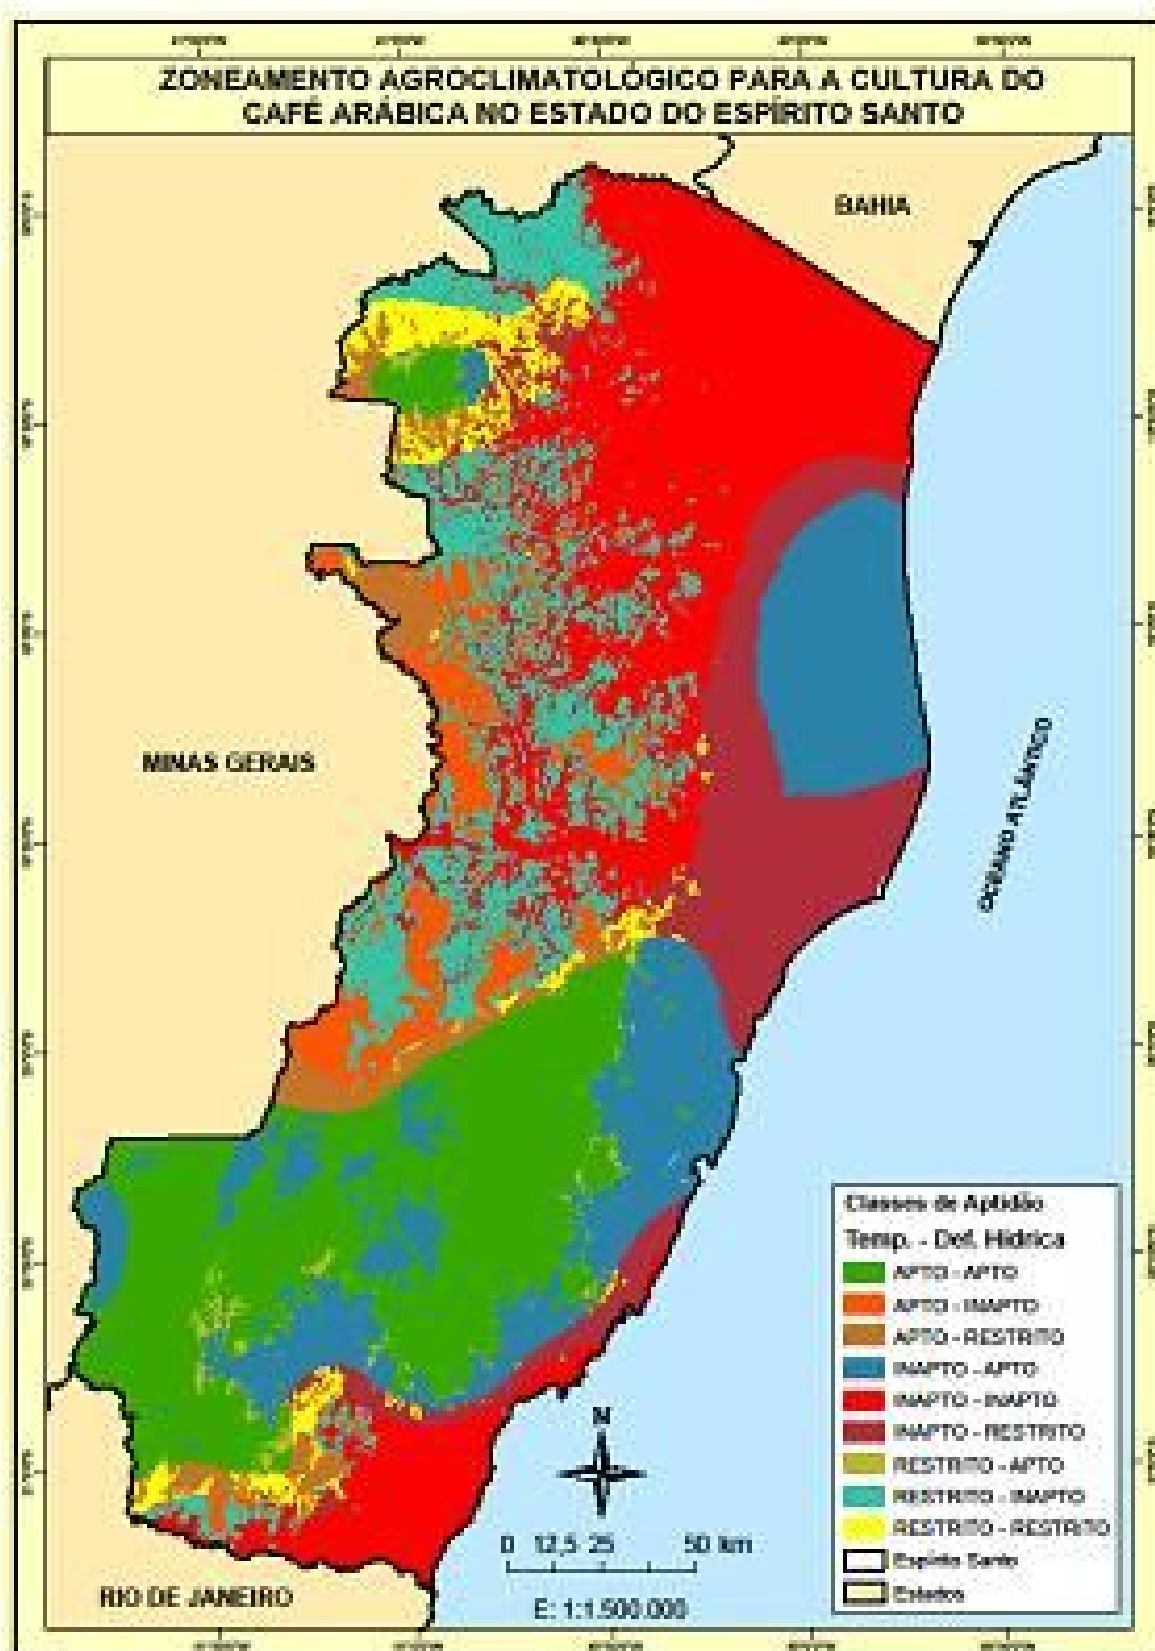 ZONEAMENTO AGROCLIMATOLÓGICO PARA A CULTURA DO
CAFÉ ARÁBICA NO ESTADO DO ESPÍRITO SANTO
BAHIA
MINAS GERAIS
OCEANO ATLÂNTICO
RIO DE JANEIRO
N
0 12,5 25 50 km
E: 1:1.500.000
Classes de Aptidão
Temp. - Def. Hídrica
APTO - APTO
APTO - INAPTO
APTO - RESTRITO
INAPTO - APTO
INAPTO - INAPTO
INAPTO - RESTRITO
RESTRITO - APTO
RESTRITO - INAPTO
RESTRITO - RESTRITO
Espírito Santo
Estados